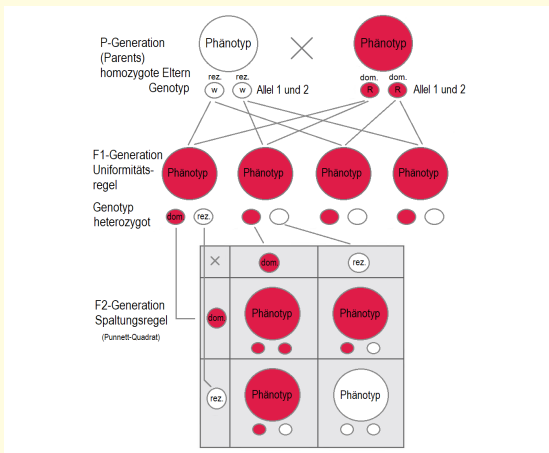 P-Generation
(Parents)
homozygote Eltern
Genotyp
Phänotyp
Phänotyp
rez. rez.
w w Allel 1 und 2
dom. dom.
R R Allel 1 und 2
F1-Generation
Uniformitäts-
regel
Phänotyp Phänotyp Phänotyp Phänotyp
Genotyp
heterozygot
dom. rez.
dom. rez.
F2-Generation
Spaltungsregel
(Punnett-Quadrat)
dom. Phänotyp Phänotyp
rez. Phänotyp Phänotyp